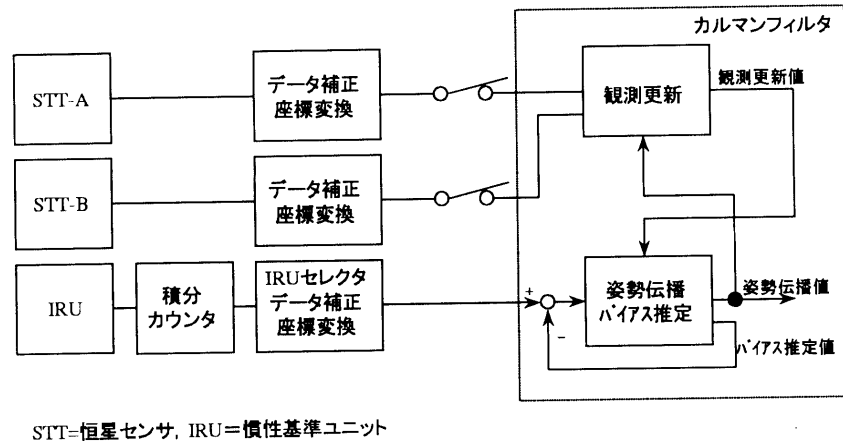 カルマンフィルタ
STT-A
データ補正
座標変換
観測更新
観測更新値
STT-B
データ補正
座標変換
IRU
積分
カウンタ
IRUセレクタ
データ補正
座標変換
+
−
姿勢伝播
バイアス推定
姿勢伝播値
バイアス推定値
STT=恒星センサ, IRU=慣性基準ユニット